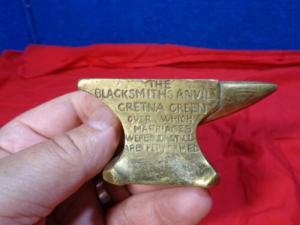 THE
BLACKSMITHS ANVIL
GRETNA GREEN
OVER WHICH
MARRIAGES
WERE
ARE